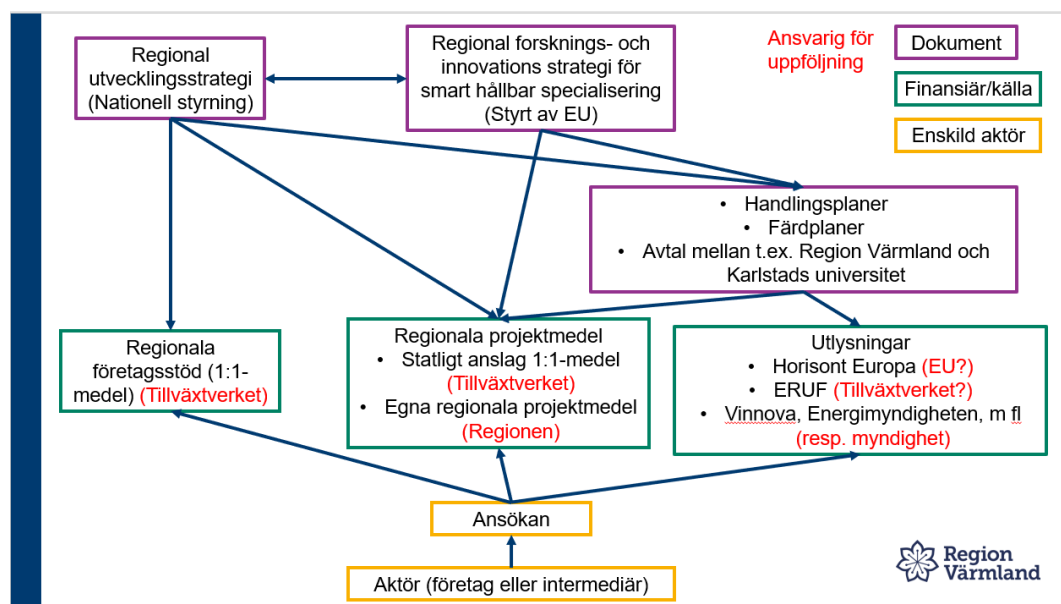 Regional
utvecklingsstrategi
(Nationell styrning)
Regional forsknings- och
innovations strategi för
smart hållbar specialisering
(Styrt av EU)
Ansvarig för
uppföljning
Dokument
Finansiär/källa
Enskild aktör
• Handlingsplaner
• Färdplaner
• Avtal mellan t.ex. Region Värmland och
Karlstads universitet
Regionala
företagsstöd (1:1-
medel) (Tillväxtverket)
Regionala projektmedel
• Statligt anslag 1:1-medel
(Tillväxtverket)
• Egna regionala projektmedel
(Regionen)
Utlysningar
• Horisont Europa (EU?)
• ERUF (Tillväxtverket?)
• Vinnova, Energimyndigheten, m fl
(resp. myndighet)
Ansökan
Aktör (företag eller intermediär)
Region
Värmland